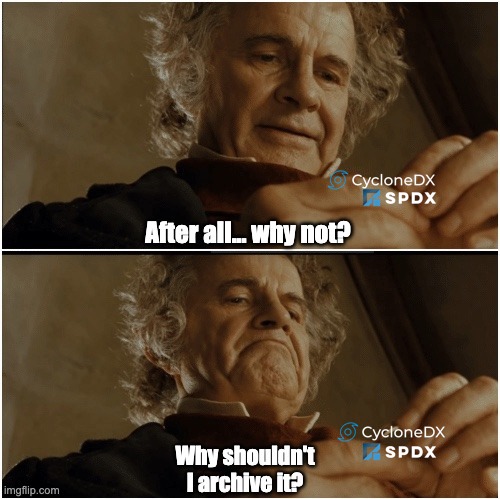 CycloneDX
SPDX
After all... why not?
CycloneDX
SPDX
Why shouldn't
I archive it?
imgflip.com